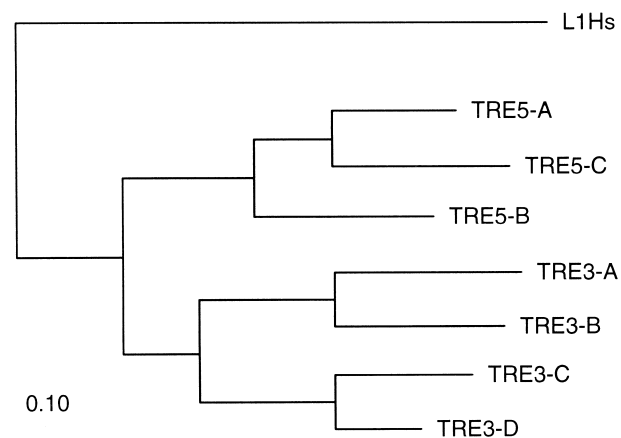 L1Hs
TRE5-A
TRE5-C
TRE5-B
TRE3-A
TRE3-B
TRE3-C
0.10
TRE3-D